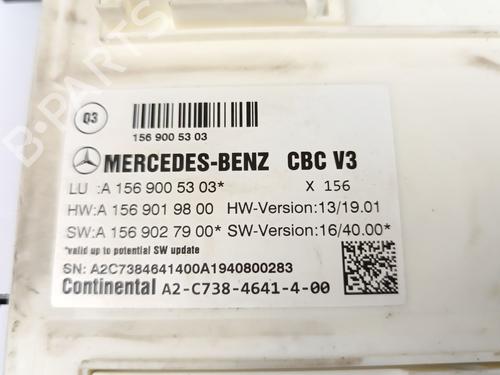 B-PARTS
03
156 900 53 03
MERCEDES-BENZ CBC V3
LU :A 156 900 53 03* X 156
HW:A 156 901 98 00 HW-Version:13/19.01
SW:A 156 902 79 00* SW-Version:16/40.00*
*valid up to potential SW update
SN: A2C7384641400A1940800283
Continental A2-C738-4641-4-00